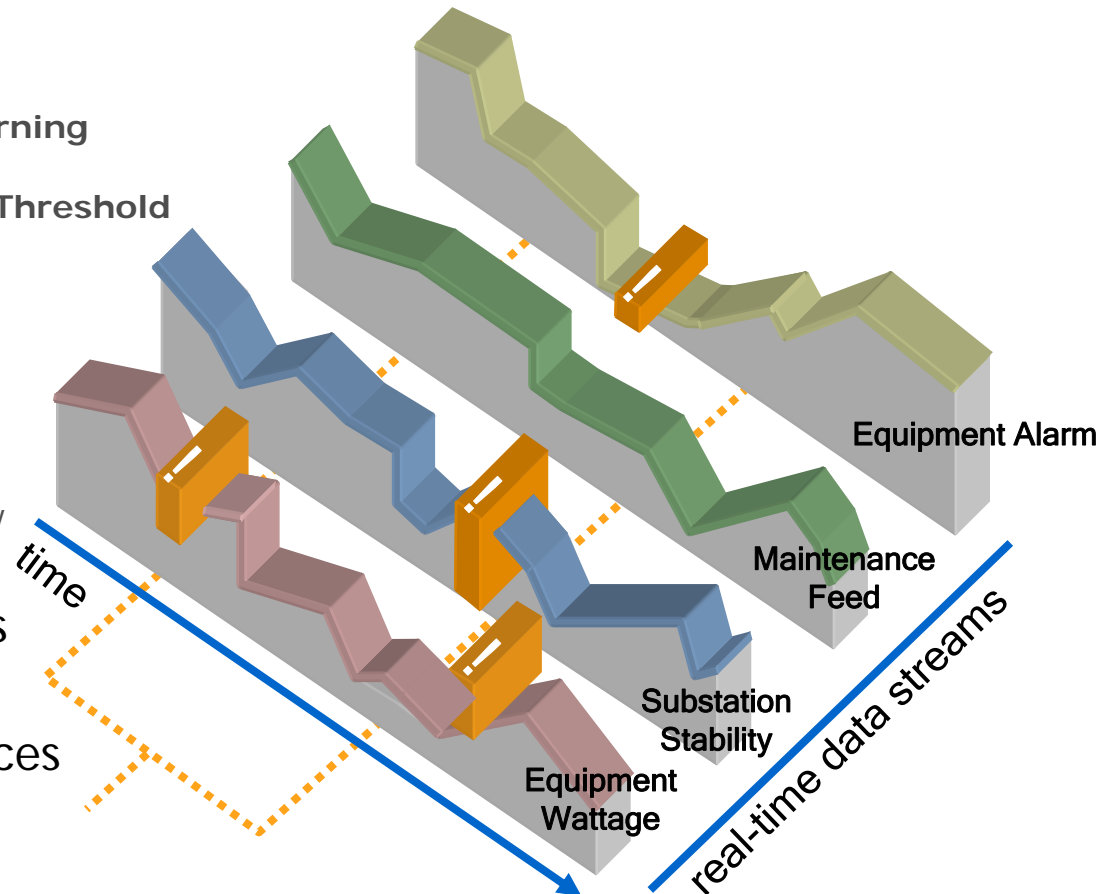 rning
Threshold
Equipment Alarm
Maintenance
Feed
time
s
Substation
Stability
ces
Equipment
Wattage
real-time data streams